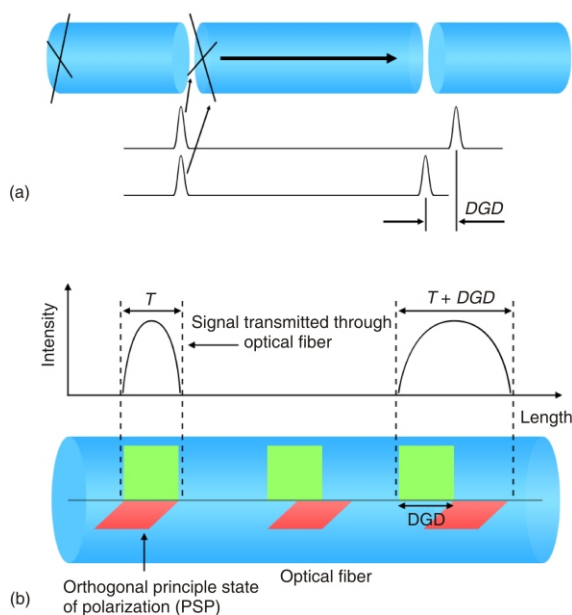 (a)
DGD
T
T + DGD
Intensity
Signal transmitted through
optical fiber
Length
DGD
Orthogonal principle state
of polarization (PSP)
Optical fiber
(b)